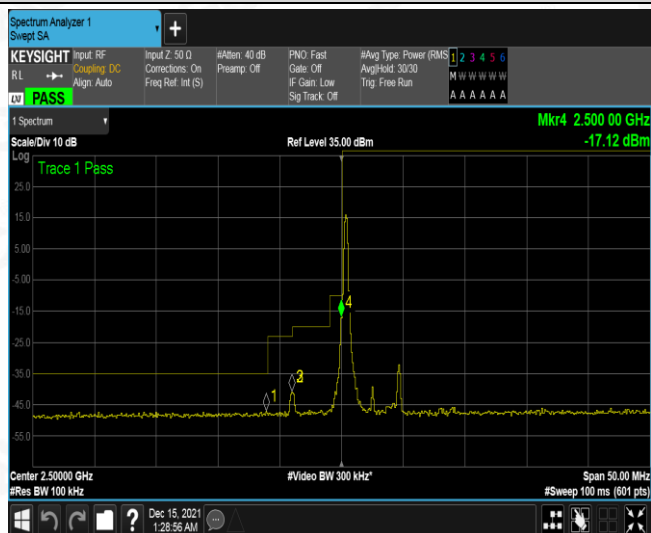 Spectrum Analyzer 1
Swept SA
KEYSIGHT
RL
LXI PASS
Input: RF
Coupling: DC
Align: Auto
Input Z: 50 Ω
Corrections: On
Freq Ref: Int (S)
#Atten: 40 dB
Preamp: Off
PNO: Fast
Gate: Off
IF Gain: Low
Sig Track: Off
#Avg Type: Power (RMS
Avg|Hold: 30/30
Trig: Free Run
1 2 3 4 5 6
M W W W W W
A A A A A A
1 Spectrum
Mkr4 2.500 00 GHz
Scale/Div 10 dB
Ref Level 35.00 dBm
-17.12 dBm
Log
Trace 1 Pass
25.0
15.0
5.00
-5.00
-15.0
4
-25.0
-35.0
1
-45.0
-55.0
Center 2.50000 GHz
#Video BW 300 kHz*
Span 50.00 MHz
#Res BW 100 kHz
#Sweep 100 ms (601 pts)
?
Dec 15, 2021
1:28:56 AM